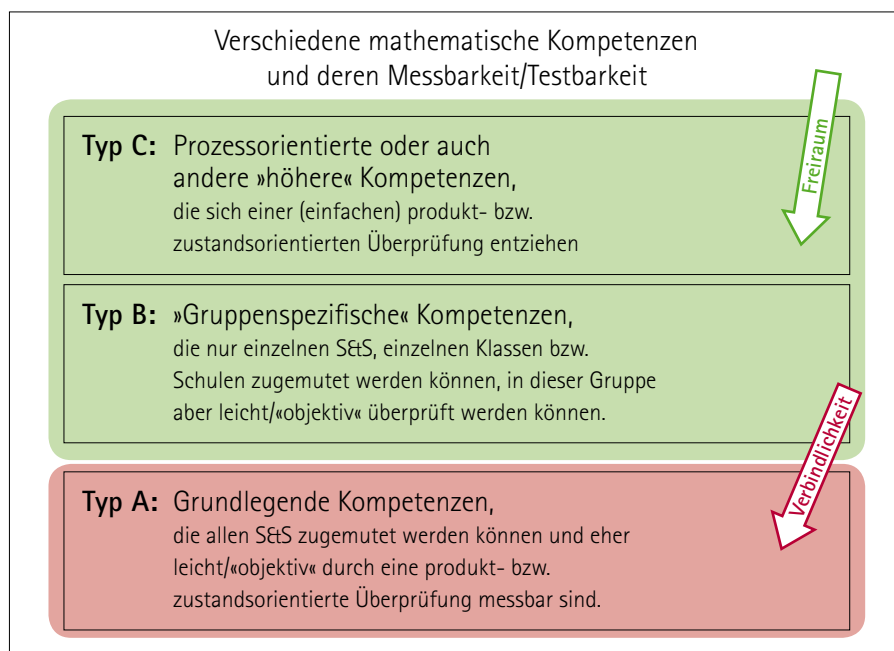 Verschiedene mathematische Kompetenzen
und deren Messbarkeit/Testbarkeit
Freiraum
Typ C: Prozessorientierte oder auch
andere »höhere« Kompetenzen,
die sich einer (einfachen) produkt- bzw.
zustandsorientierten Überprüfung entziehen
Typ B: »Gruppenspezifische« Kompetenzen,
die nur einzelnen S&S, einzelnen Klassen bzw.
Schulen zugemutet werden können, in dieser Gruppe
aber leicht/«objektiv« überprüft werden können.
Verbindlichkeit
Typ A: Grundlegende Kompetenzen,
die allen S&S zugemutet werden können und eher
leicht/«objektiv« durch eine produkt- bzw.
zustandsorientierte Überprüfung messbar sind.